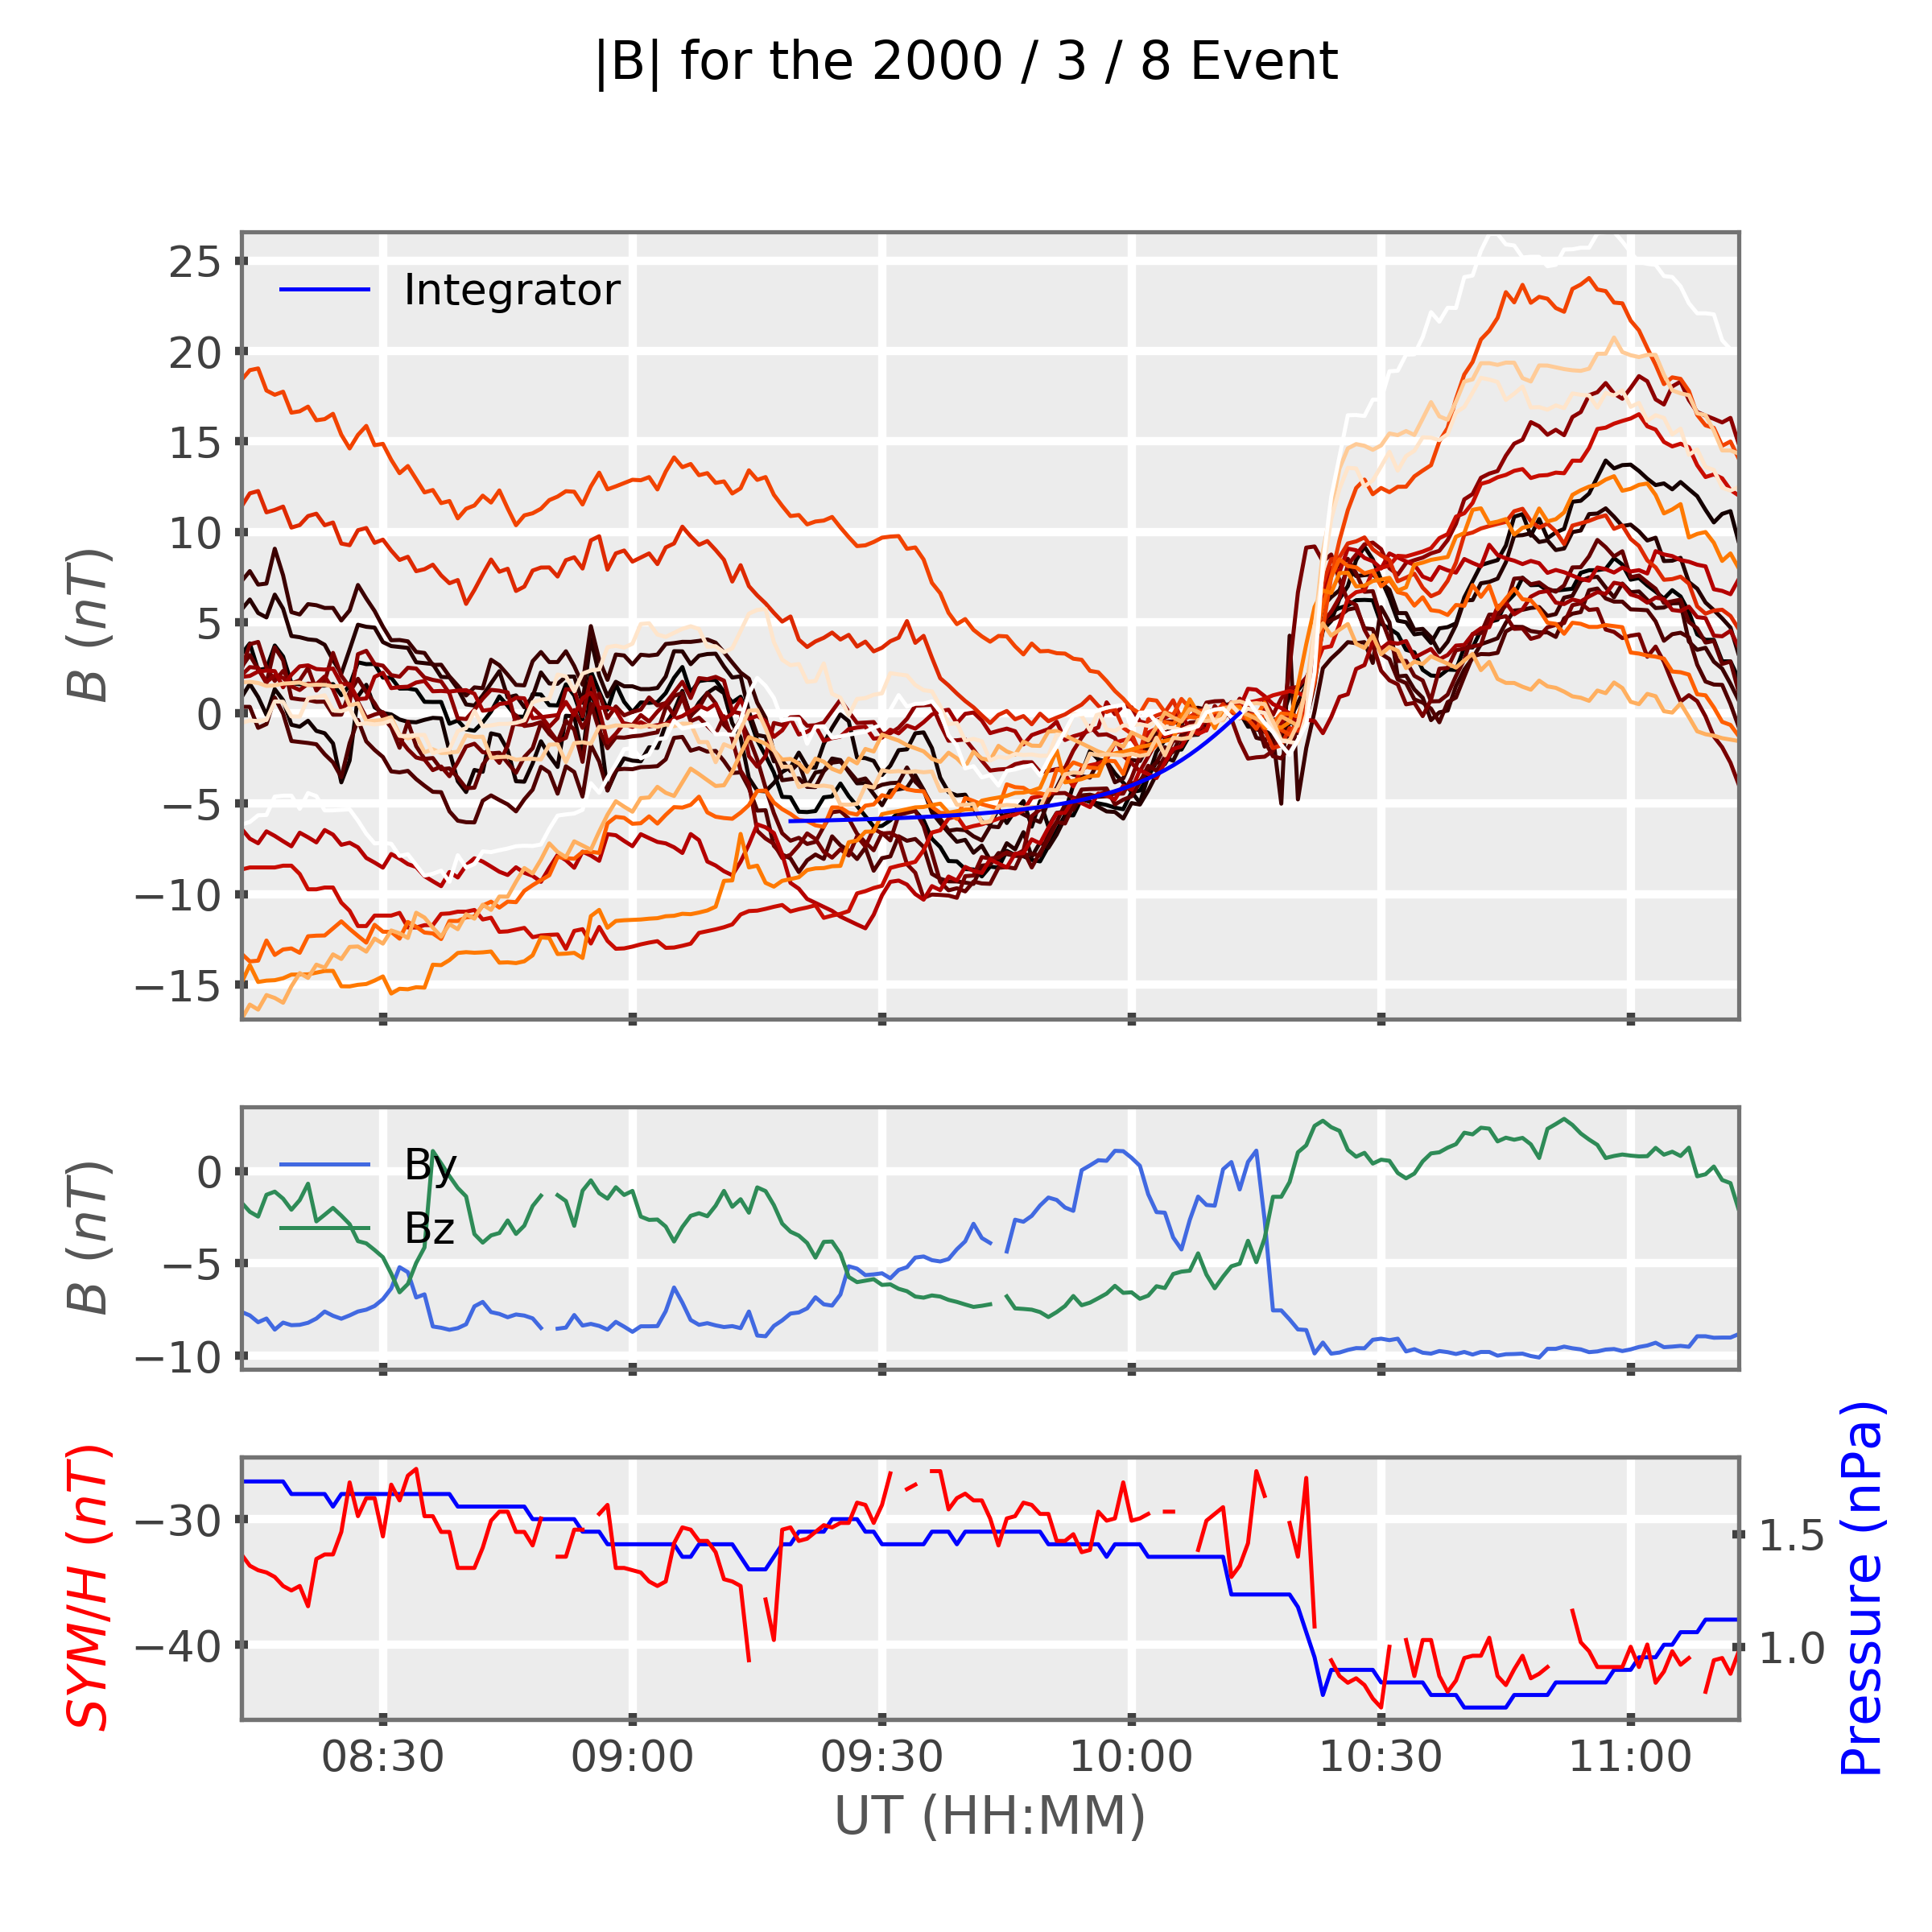 |B| for the 2000 / 3 / 8 Event
B (nT)
25
20
15
10
5
0
−5
−10
−15
Integrator
B (nT)
0
−5
−10
By
Bz
SYM/H (nT)
−30
−40
1.5
1.0
Pressure (nPa)
08:30 09:00 09:30 10:00 10:30 11:00
UT (HH:MM)